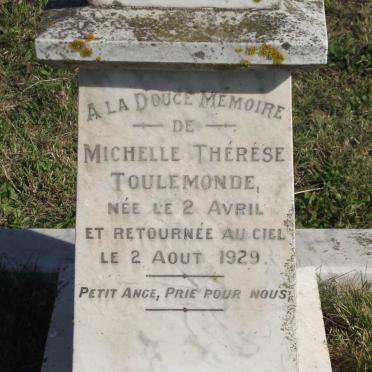 A LA DOUCE MÉMOIRE
DE
MICHELLE THÉRÈSE
TOULEMONDE,
NÉE LE 2 AVRIL
ET RETOURNÉE AU CIEL
LE 2 AOUT 1929.
PETIT ANGE, PRIE POUR NOUS.